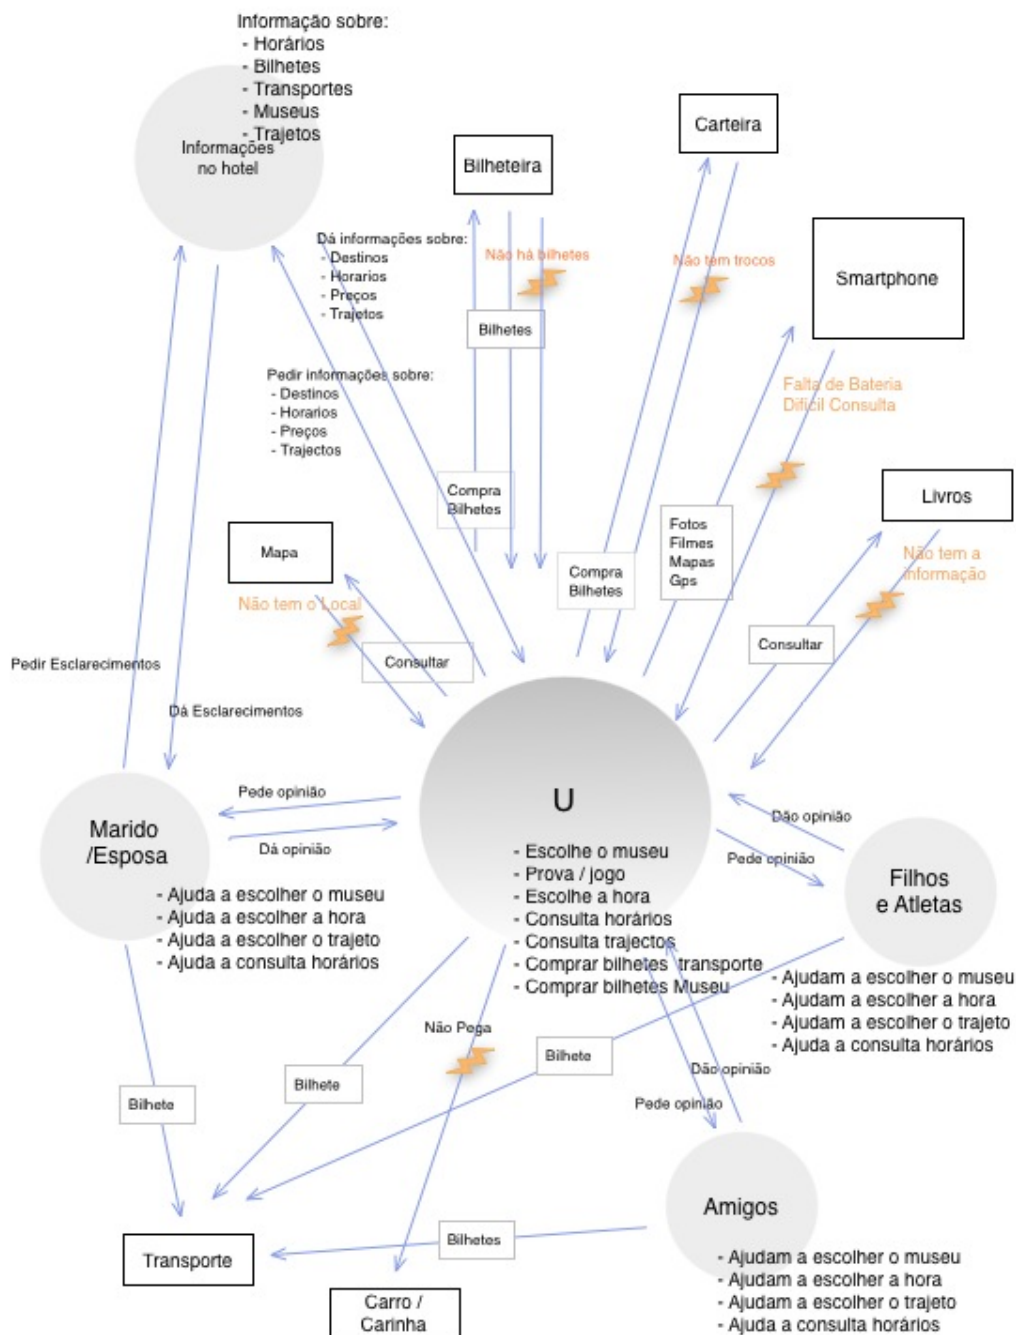 Informação sobre:
- Horários
- Bilhetes
- Transportes
- Museus
- Trajetos
Informações
no hotel
Bilheteira
Carteira
Smartphone
Dá informações sobre:
- Destinos
- Horarios
- Preços
- Trajetos
Não há bilhetes
Não tem trocos
Bilhetes
Pedir informações sobre:
- Destinos
- Horarios
- Preços
- Trajectos
Falta de Bateria
Difícil Consulta
Compra
Bilhetes
Livros
Fotos
Filmes
Mapas
Gps
Mapa
Não tem a
informação
Compra
Bilhetes
Não tem o Local
Consultar
Consultar
Pedir Esclarecimentos
Dá Esclarecimentos
Pede opinião
Dá opinião
Marido
/Esposa
- Ajuda a escolher o museu
- Ajuda a escolher a hora
- Ajuda a escolher o trajeto
- Ajuda a consulta horários
U
- Escolhe o museu
- Prova / jogo
- Escolhe a hora
- Consulta horários
- Consulta trajectos
- Comprar bilhetes transporte
- Comprar bilhetes Museu
Dão opinião
Pede opinião
Filhos
e Atletas
- Ajudam a escolher o museu
- Ajudam a escolher a hora
- Ajudam a escolher o trajeto
- Ajuda a consulta horários
Não Pega
Bilhete
Bilhete
Bilhete
Dão opinião
Pede opinião
Amigos
- Ajudam a escolher o museu
- Ajudam a escolher a hora
- Ajudam a escolher o trajeto
- Ajuda a consulta horários
Bilhetes
Transporte
Carro /
Carinha